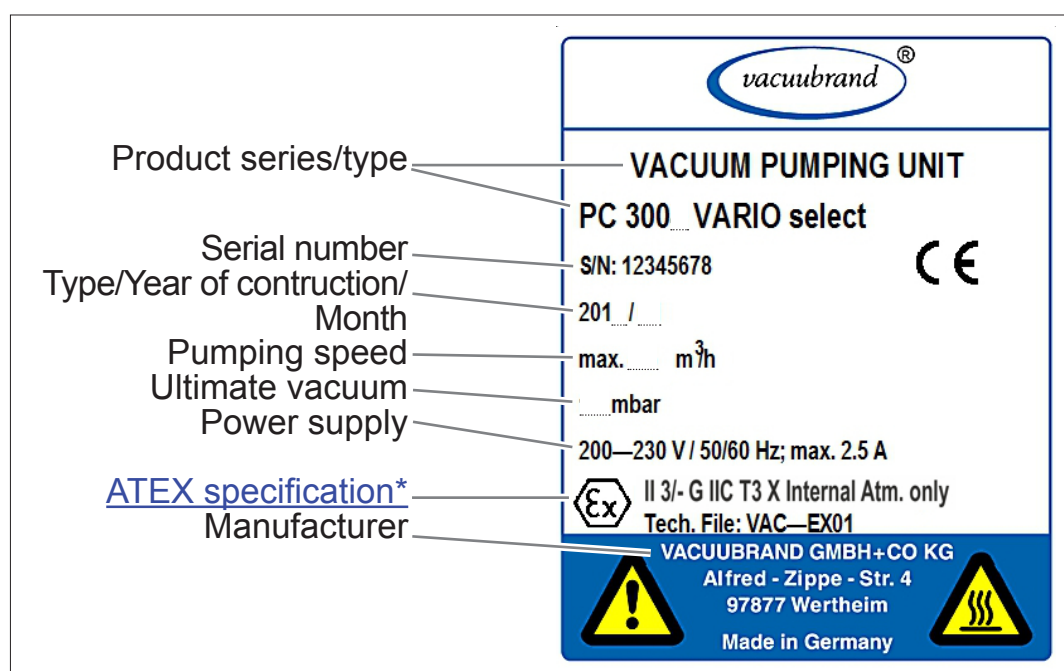 vacuubrand ®
Product series/type
VACUUM PUMPING UNIT
PC 300 VARIO select
Serial number
S/N: 12345678
CE
Type/Year of contruction/
Month
201 /
Pumping speed
max. m³/h
Ultimate vacuum
mbar
Power supply
200—230 V / 50/60 Hz; max. 2.5 A
ATEX specification*
Ex
II 3/- G IIC T3 X Internal Atm. only
Tech. File: VAC—EX01
Manufacturer
VACUUBRAND GMBH+CO KG
Alfred - Zippe - Str. 4
97877 Wertheim
Made in Germany